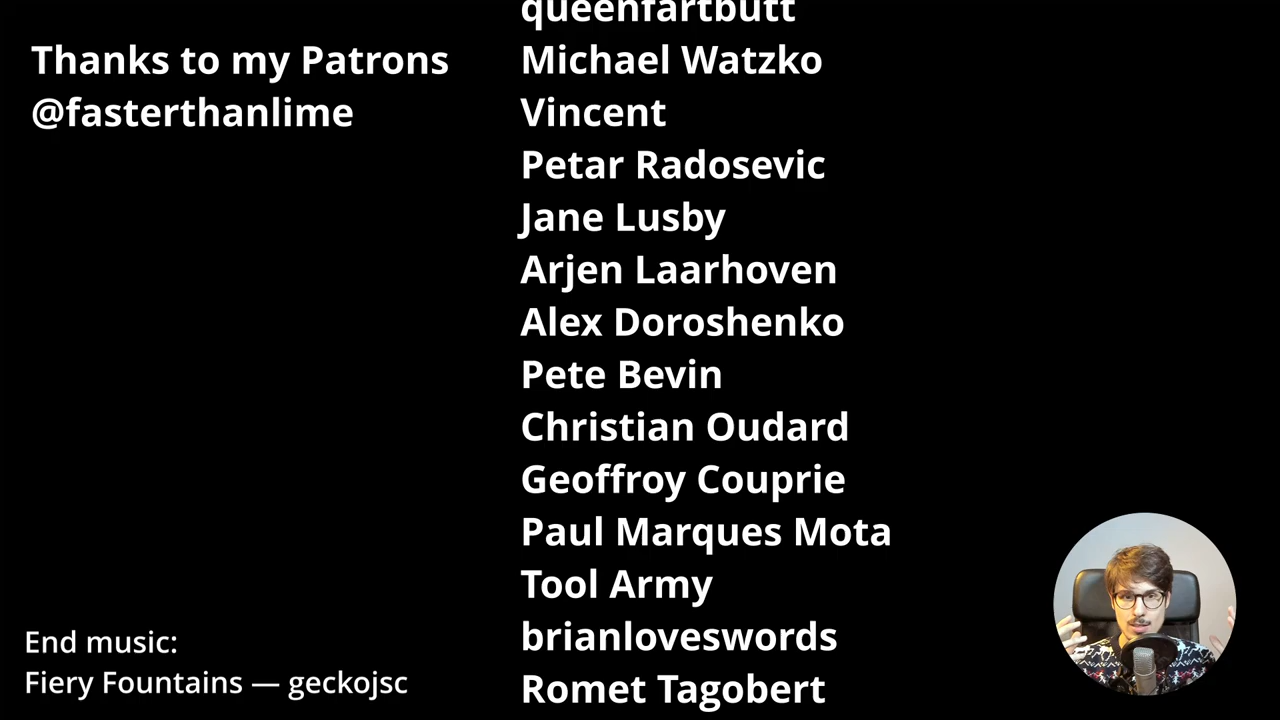 Thanks to my Patrons
@fasterthanlime
queenfartbutt
Michael Watzko
Vincent
Petar Radosevic
Jane Lusby
Arjen Laarhoven
Alex Doroshenko
Pete Bevin
Christian Oudard
Geoffroy Couprie
Paul Marques Mota
Tool Army
brianloveswords
Romet Tagobert
End music:
Fiery Fountains — geckojsc